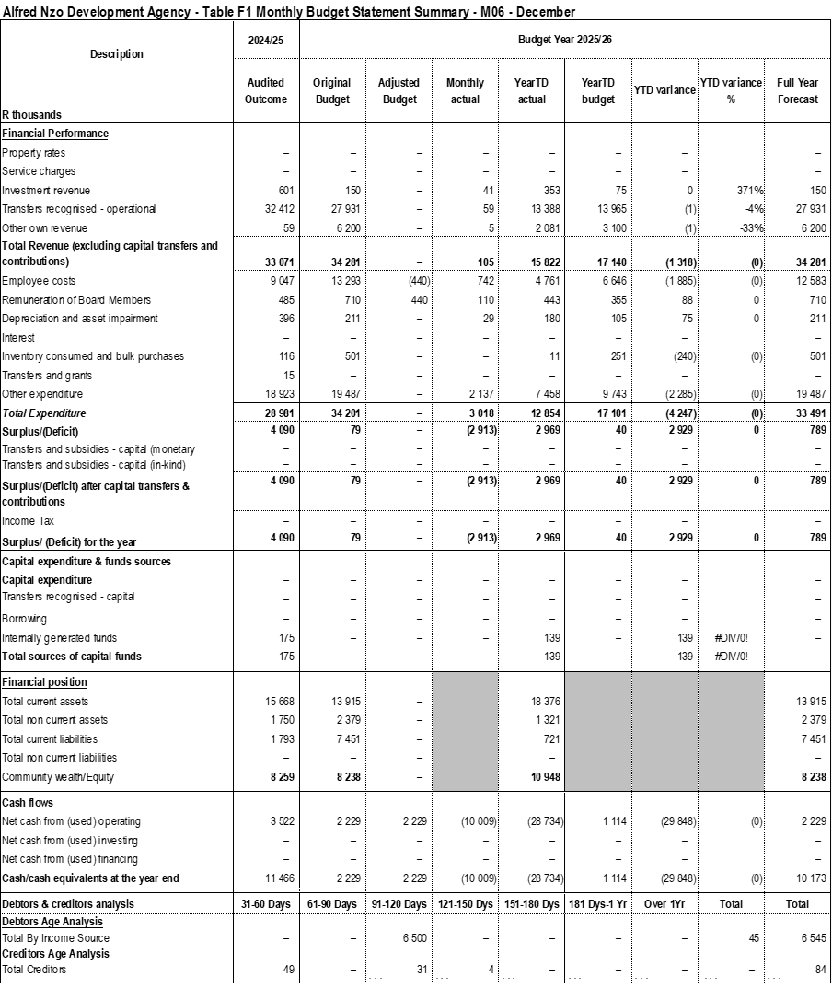 Alfred Nzo Development Agency - Table F1 Monthly Budget Statement Summary - M06 - December
Description 2024/25 Budget Year 2025/26
R thousands Audited Outcome Original Budget Adjusted Budget Monthly actual YearTD actual YearTD budget YTD variance YTD variance % Full Year Forecast
Financial Performance
Property rates – – – – – – – –
Service charges – – – – – – – –
Investment revenue 601 150 – 41 353 75 0 371% 150
Transfers recognised - operational 32 412 27 931 – 59 13 388 13 965 (1) -4% 27 931
Other own revenue 59 6 200 – 5 2 081 3 100 (1) -33% 6 200
Total Revenue (excluding capital transfers and
contributions) 33 071 34 281 – 105 15 822 17 140 (1 318) (0) 34 281
Employee costs 9 047 13 293 (440) 742 4 761 6 646 (1 885) (0) 12 583
Remuneration of Board Members 485 710 440 110 443 355 88 0 710
Depreciation and asset impairment 396 211 – 29 180 105 75 0 211
Interest – – – – – – – –
Inventory consumed and bulk purchases 116 501 – – 11 251 (240) (0) 501
Transfers and grants 15 – – – – – – –
Other expenditure 18 923 19 487 – 2 137 7 458 9 743 (2 285) (0) 19 487
Total Expenditure 28 981 34 201 – 3 018 12 854 17 101 (4 247) (0) 33 491
Surplus/(Deficit) 4 090 79 – (2 913) 2 969 40 2 929 0 789
Transfers and subsidies - capital (monetary – – – – – – – –
Transfers and subsidies - capital (in-kind) – – – – – – – –
Surplus/(Deficit) after capital transfers & 4 090 79 – (2 913) 2 969 40 2 929 0 789
contributions
Income Tax – – – – – – – –
Surplus/ (Deficit) for the year 4 090 79 – (2 913) 2 969 40 2 929 0 789
Capital expenditure & funds sources
Capital expenditure – – – – – – – –
Transfers recognised - capital – – – – – – – –
Borrowing – – – – – – – –
Internally generated funds 175 – – – 139 – 139 #DIV/0! –
Total sources of capital funds 175 – – – 139 – 139 #DIV/0! –
Financial position
Total current assets 15 668 13 915 – 18 376 13 915
Total non current assets 1 750 2 379 – 1 321 2 379
Total current liabilities 1 793 7 451 – 721 7 451
Total non current liabilities – – – – –
Community wealth/Equity 8 259 8 238 – 10 948 8 238
Cash flows
Net cash from (used) operating 3 522 2 229 2 229 (10 009) (28 734) 1 114 (29 848) (0) 2 229
Net cash from (used) investing – – – – – – – –
Net cash from (used) financing – – – – – – – –
Cash/cash equivalents at the year end 11 466 2 229 2 229 (10 009) (28 734) 1 114 (29 848) (0) 10 173
Debtors & creditors analysis 31-60 Days 61-90 Days 91-120 Days 121-150 Dys 151-180 Dys 181 Dys-1 Yr Over 1Yr Total Total
Debtors Age Analysis
Total By Income Source – – 6 500 – – – – 45 6 545
Creditors Age Analysis
Total Creditors 49 – 31 4 – – – – 84